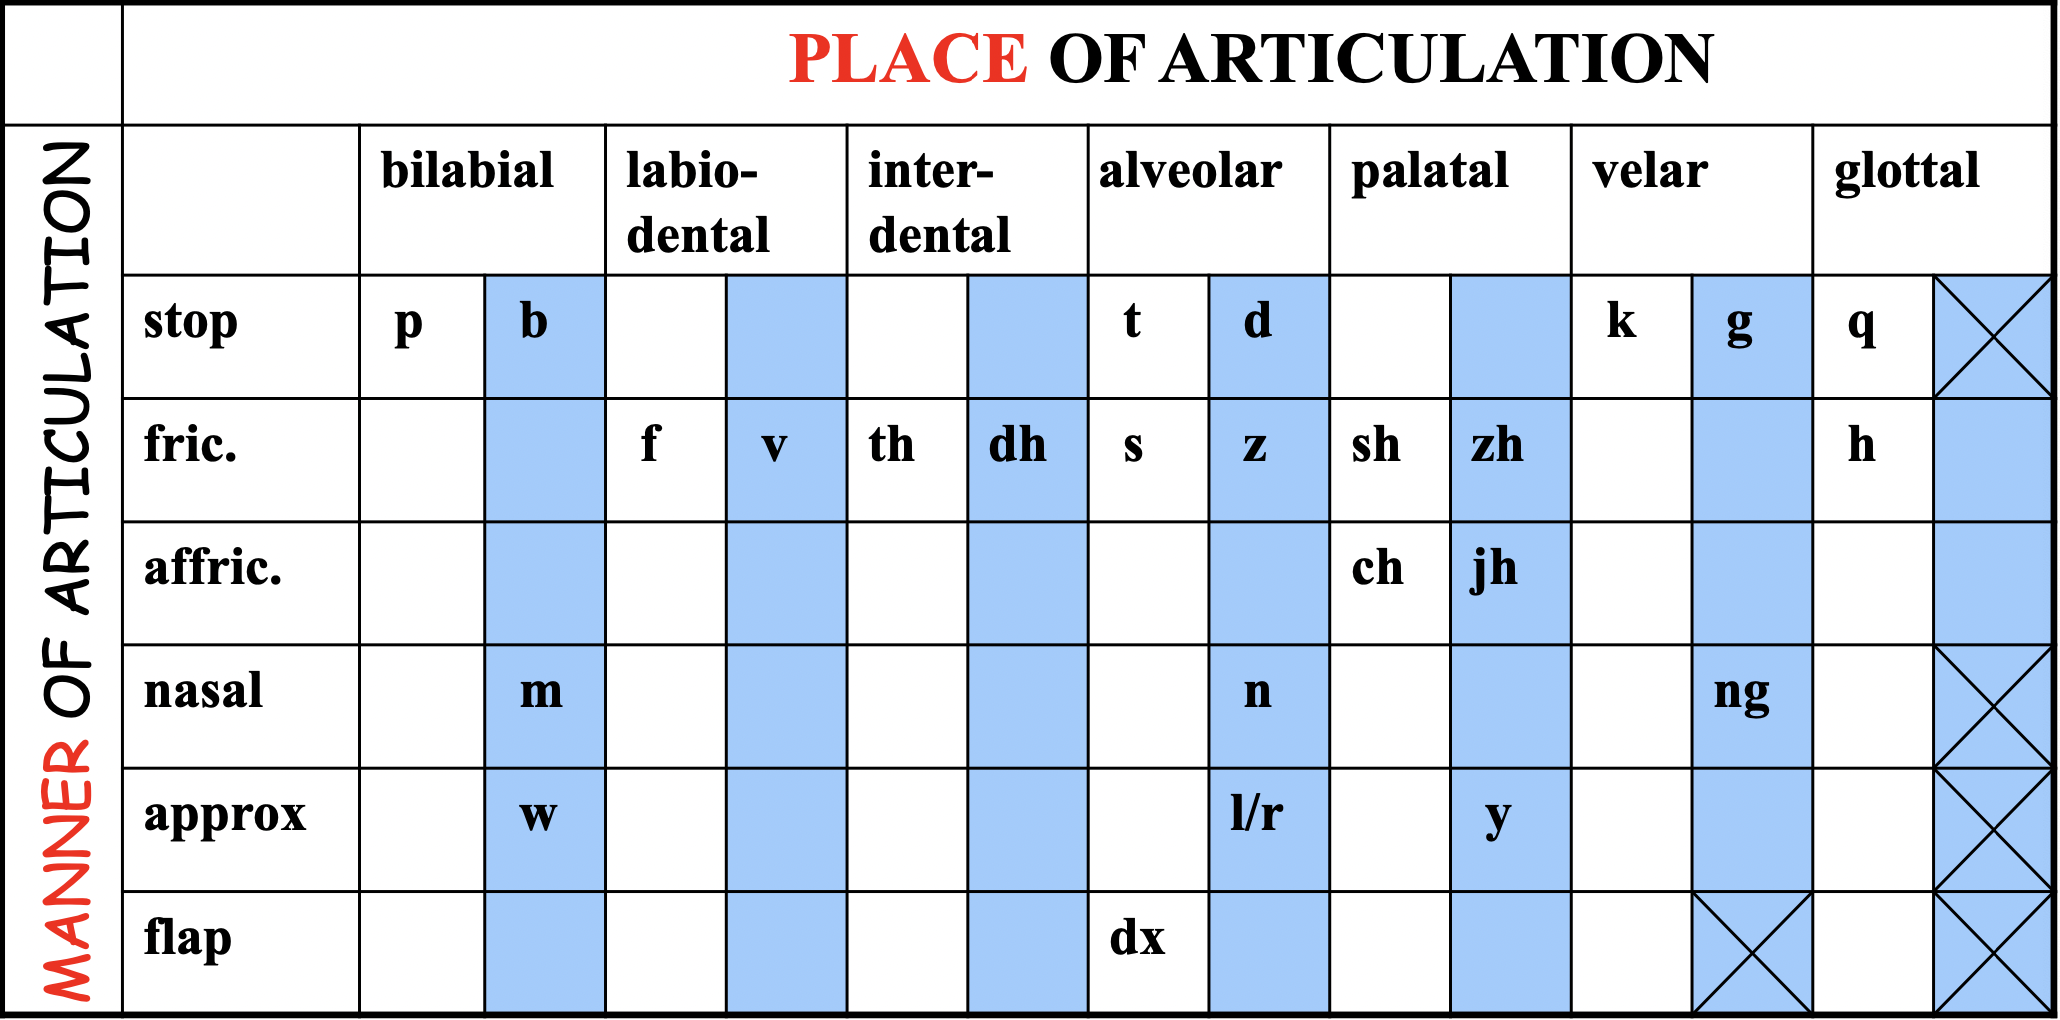 PLACE OF ARTICULATION
MANNER OF ARTICULATION
bilabial labio-dental inter-dental alveolar palatal velar glottal
stop p b t d k g q
fric. f v th dh s z sh zh h
affric. ch jh
nasal m n ng
approx w l/r y
flap dx